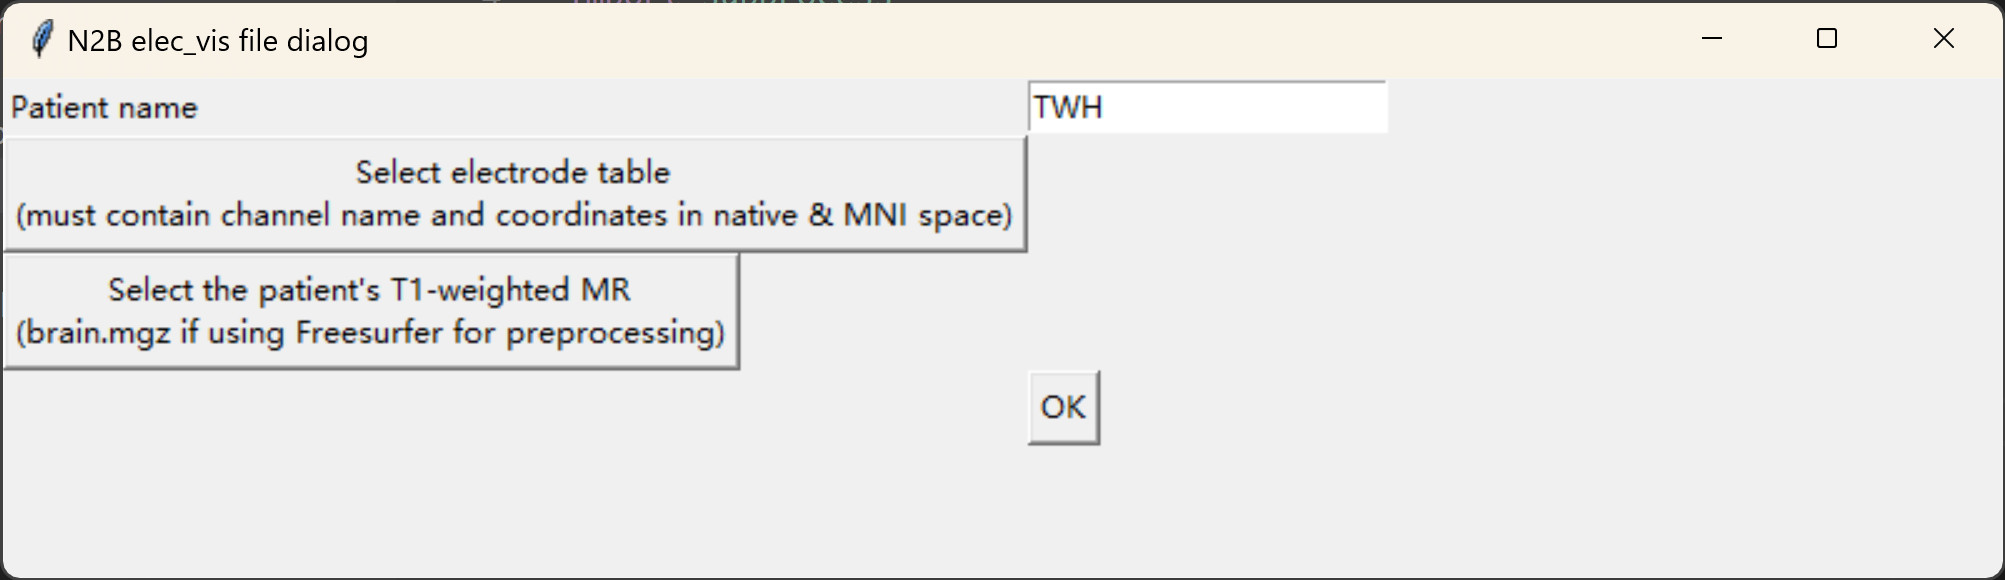 N2B elec_vis file dialog
Patient name
TWH
Select electrode table
(must contain channel name and coordinates in native & MNI space)
Select the patient's T1-weighted MR
(brain.mgz if using Freesurfer for preprocessing)
OK